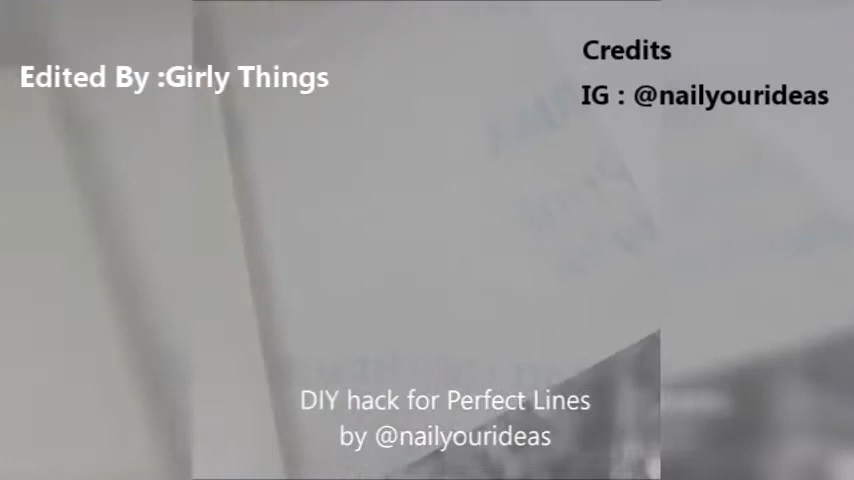 Edited By :Girly Things
Credits
IG : @nailyourideas
DIY hack for Perfect Lines
by @nailyourideas